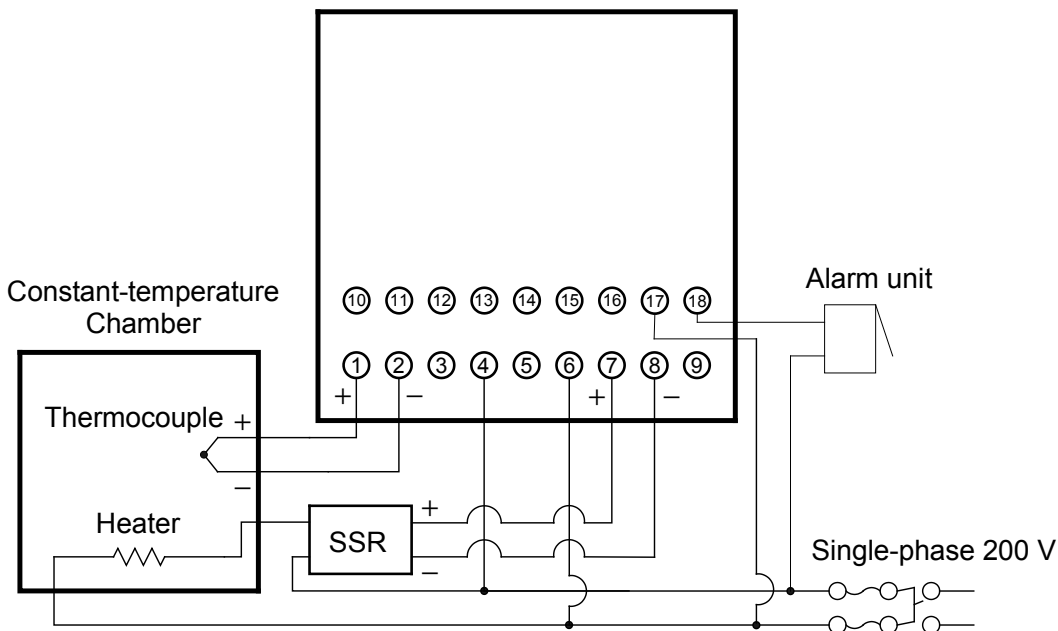 Constant-temperature
Chamber
Alarm unit
⑩ ⑪ ⑫ ⑬ ⑭ ⑮ ⑯ ⑰ ⑱
① ② ③ ④ ⑤ ⑥ ⑦ ⑧ ⑨
+ − + −
Thermocouple +
−
Heater
SSR
+
−
Single-phase 200 V